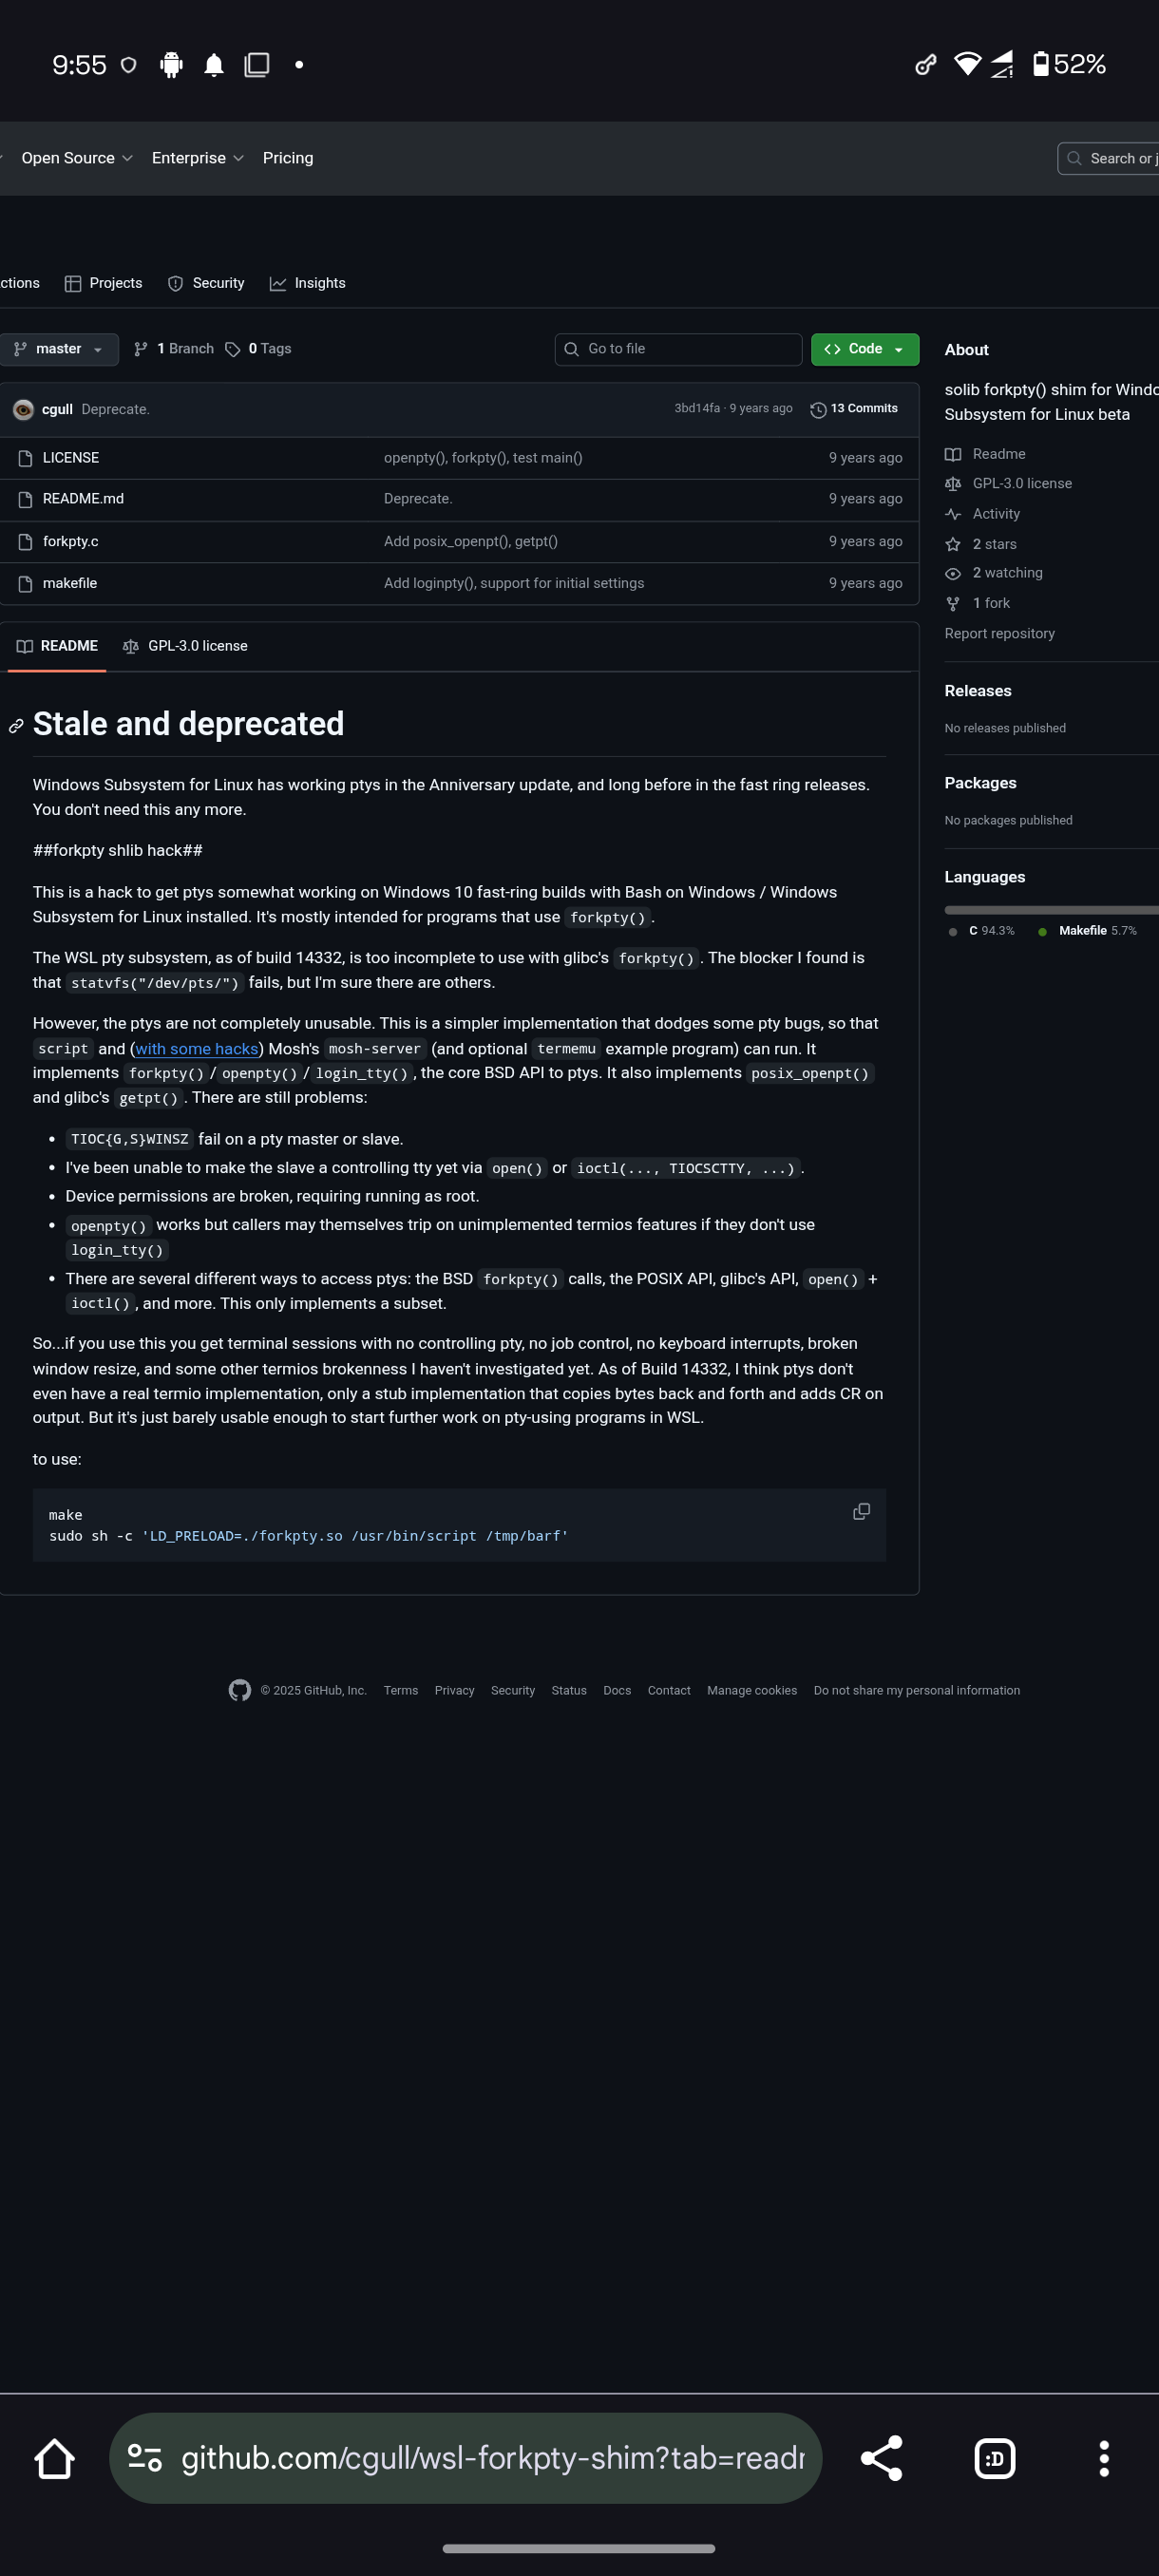 9:55
52%
Open Source
Enterprise
Pricing
Search or j
ctions
Projects
Security
Insights
master
1 Branch
0 Tags
Go to file
Code
cgull Deprecate.
3bd14fa · 9 years ago
13 Commits
LICENSE openpty(), forkpty(), test main() 9 years ago
README.md Deprecate. 9 years ago
forkpty.c Add posix_openpt(), getpt() 9 years ago
makefile Add loginpty(), support for initial settings 9 years ago
README
GPL-3.0 license
Stale and deprecated
Windows Subsystem for Linux has working ptys in the Anniversary update, and long before in the fast ring releases.
You don't need this any more.
##forkpty shlib hack##
This is a hack to get ptys somewhat working on Windows 10 fast-ring builds with Bash on Windows / Windows
Subsystem for Linux installed. It's mostly intended for programs that use forkpty().
The WSL pty subsystem, as of build 14332, is too incomplete to use with glibc's forkpty(). The blocker I found is
that statvfs("/dev/pts/") fails, but I'm sure there are others.
However, the ptys are not completely unusable. This is a simpler implementation that dodges some pty bugs, so that
script and (with some hacks) Mosh's mosh-server (and optional termemu example program) can run. It
implements forkpty()/openpty()/login_tty(), the core BSD API to ptys. It also implements posix_openpt()
and glibc's getpt(). There are still problems:
• TIOC{G,S}WINSZ fail on a pty master or slave.
• I've been unable to make the slave a controlling tty yet via open() or ioctl(..., TIOCSCTTY, ...).
• Device permissions are broken, requiring running as root.
• openpty() works but callers may themselves trip on unimplemented termios features if they don't use
login_tty()
• There are several different ways to access ptys: the BSD forkpty() calls, the POSIX API, glibc's API, open() +
ioctl(), and more. This only implements a subset.
So...if you use this you get terminal sessions with no controlling pty, no job control, no keyboard interrupts, broken
window resize, and some other termios brokenness I haven't investigated yet. As of Build 14332, I think ptys don't
even have a real termio implementation, only a stub implementation that copies bytes back and forth and adds CR on
output. But it's just barely usable enough to start further work on pty-using programs in WSL.
to use:
make
sudo sh -c 'LD_PRELOAD=./forkpty.so /usr/bin/script /tmp/barf'
About
solib forkpty() shim for Windo
Subsystem for Linux beta
Readme
GPL-3.0 license
Activity
2 stars
2 watching
1 fork
Report repository
Releases
No releases published
Packages
No packages published
Languages
C 94.3%
Makefile 5.7%
© 2025 GitHub, Inc.
Terms
Privacy
Security
Status
Docs
Contact
Manage cookies
Do not share my personal information
github.com/cgull/wsl-forkpty-shim?tab=readr
:D